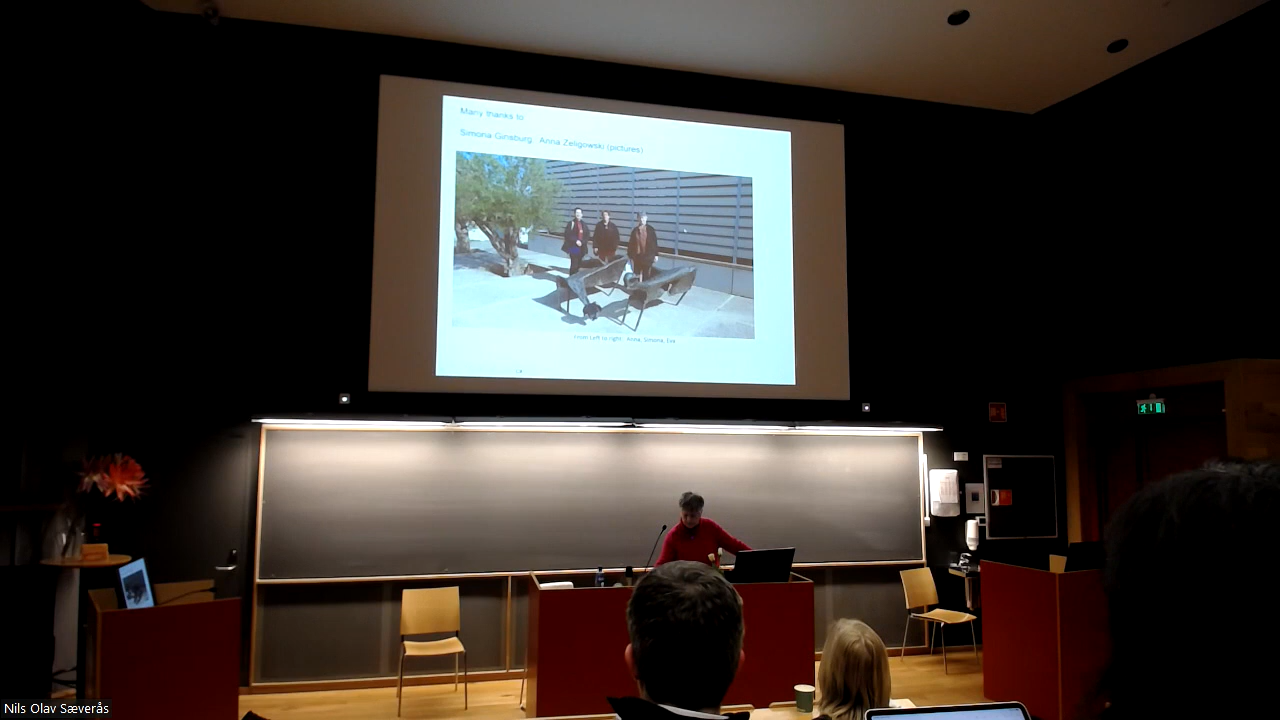 Many thanks to
Simona Ginsburg. Anna Zeligowski (pictures)
From Left to right: Anna, Simona, Eva
Nils Olav Sæverås